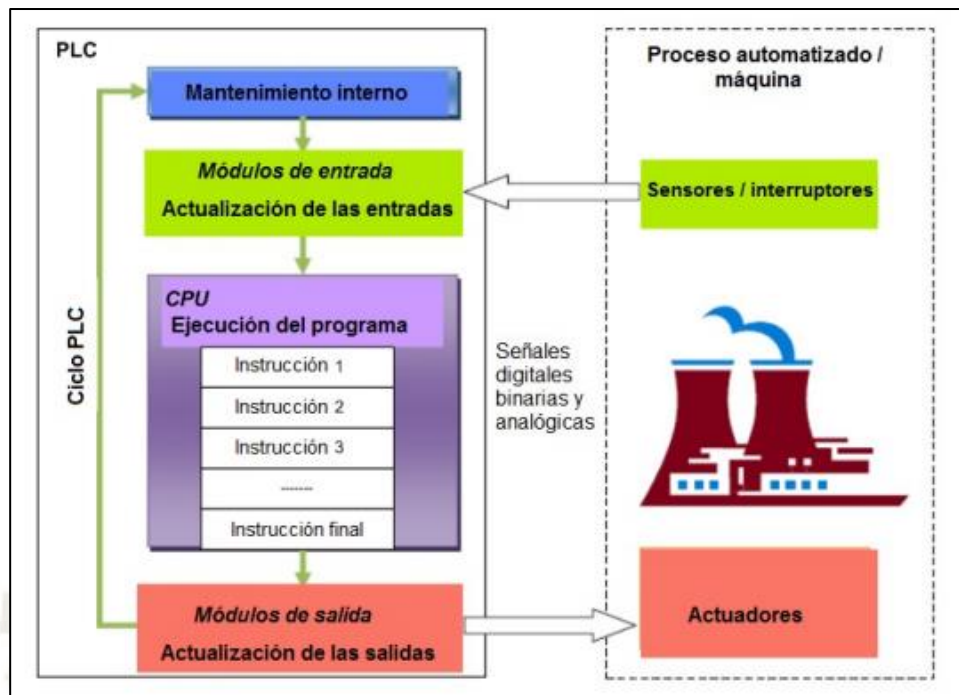 PLC
Mantenimiento interno
Módulos de entrada
Actualización de las entradas
CPU
Ejecución del programa
Instrucción 1
Instrucción 2
Instrucción 3
-------
Instrucción final
Módulos de salida
Actualización de las salidas
Ciclo PLC
Señales
digitales
binarias y
analógicas
Proceso automatizado /
máquina
Sensores / interruptores
Actuadores